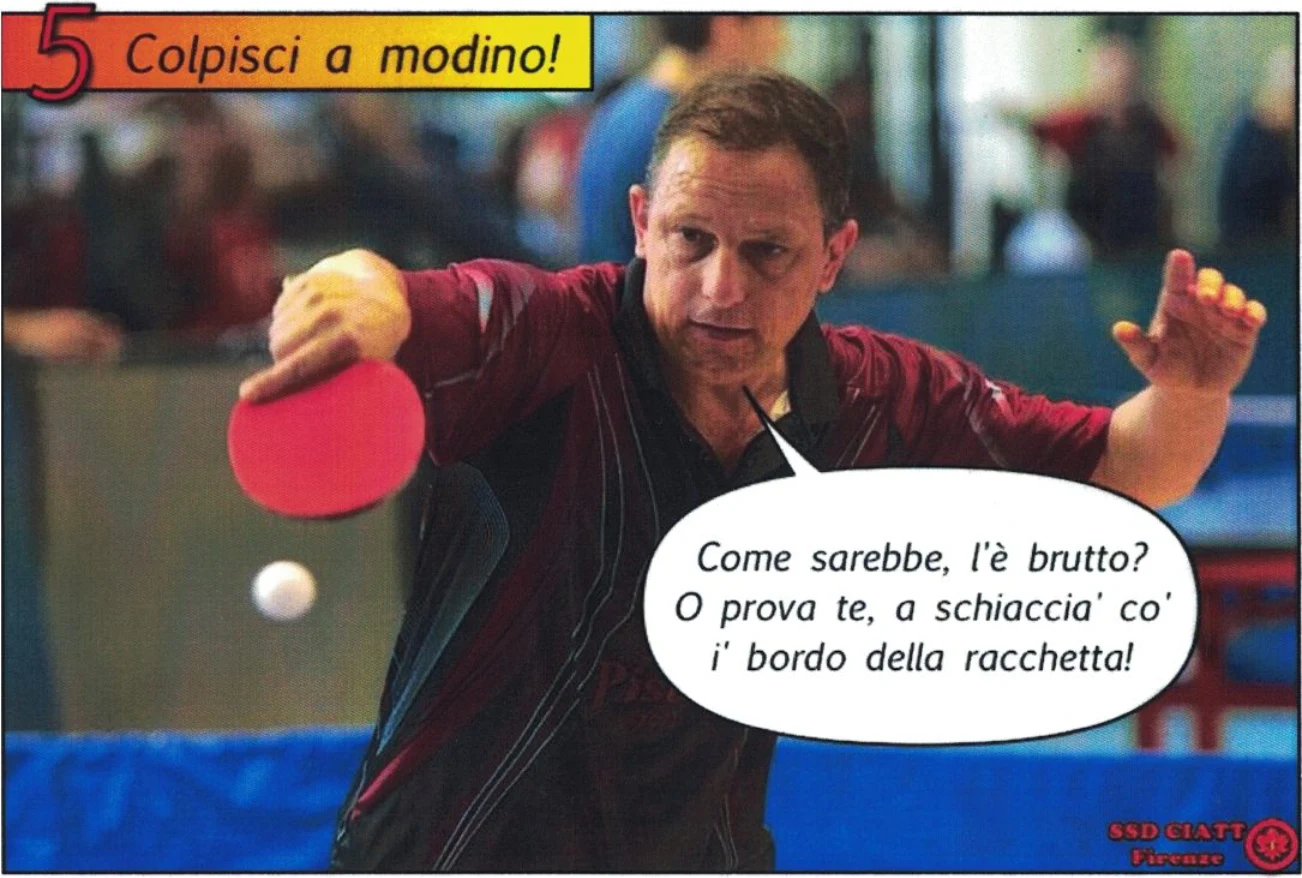 5 Colpisci a modino!
Come sarebbe, l'è brutto?
O prova te, a schiaccia' co'
i' bordo della racchetta!
SSD CIATT
Firenze